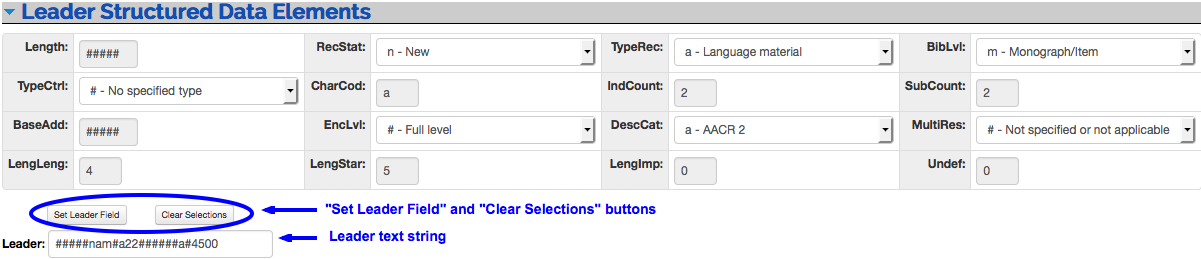 Leader Structured Data Elements
Length: ##### RecStat: n - New TypeRec: a - Language material BibLvl: m - Monograph/Item
TypeCtrl: # - No specified type CharCod: a IndCount: 2 SubCount: 2
BaseAdd: ##### EncLvl: # - Full level DescCat: a - AACR 2 MultiRes: # - Not specified or not applicable
LengLeng: 4 LengStar: 5 LengImp: 0 Undef: 0
Set Leader Field Clear Selections "Set Leader Field" and "Clear Selections" buttons
Leader: #####nam#a22######a#4500 Leader text string